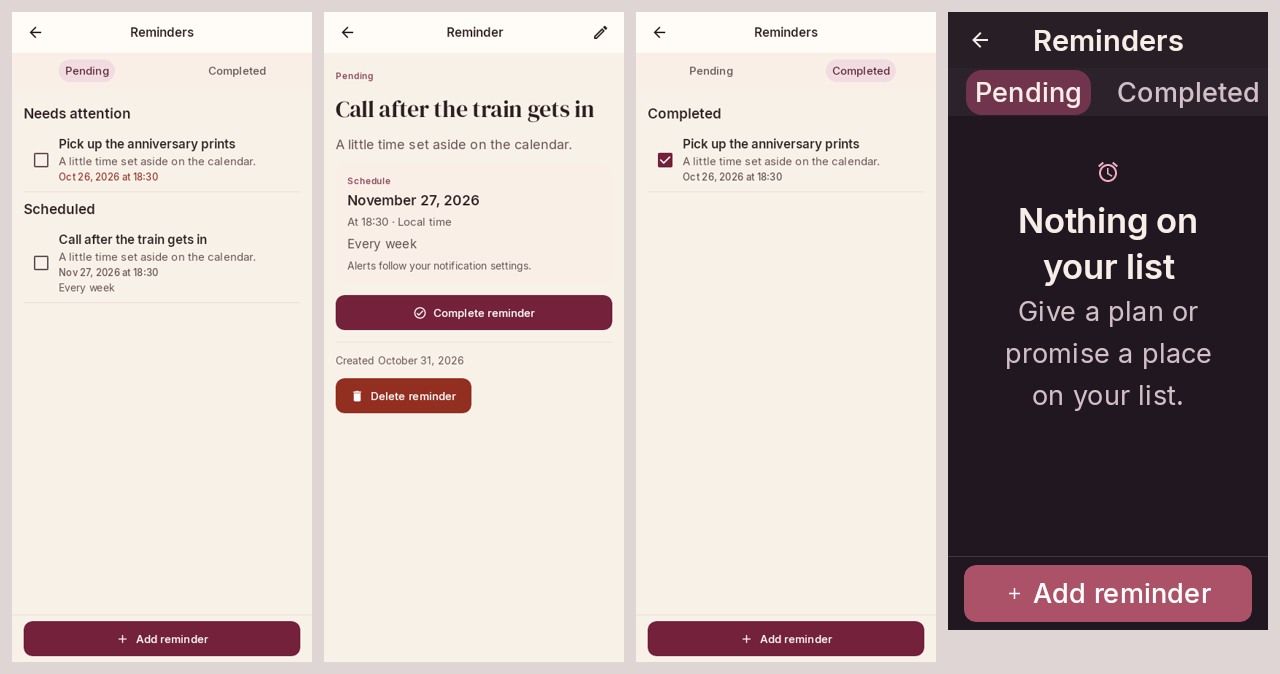 Reminders
Pending
Completed
Needs attention
Pick up the anniversary prints
A little time set aside on the calendar.
Oct 26, 2026 at 18:30
Scheduled
Call after the train gets in
A little time set aside on the calendar.
Nov 27, 2026 at 18:30
Every week
Add reminder
Reminder
Pending
Call after the train gets in
A little time set aside on the calendar.
Schedule
November 27, 2026
At 18:30 · Local time
Every week
Alerts follow your notification settings.
Complete reminder
Created October 31, 2026
Delete reminder
Reminders
Pending
Completed
Completed
Pick up the anniversary prints
A little time set aside on the calendar.
Oct 26, 2026 at 18:30
Add reminder
Reminders
Pending
Completed
Nothing on
your list
Give a plan or
promise a place
on your list.
Add reminder